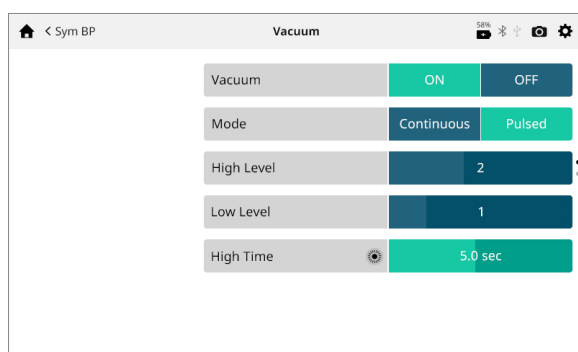 < Sym BP Vacuum 58%
Vacuum ON OFF
Mode Continuous Pulsed
High Level 2
Low Level 1
High Time 5.0 sec